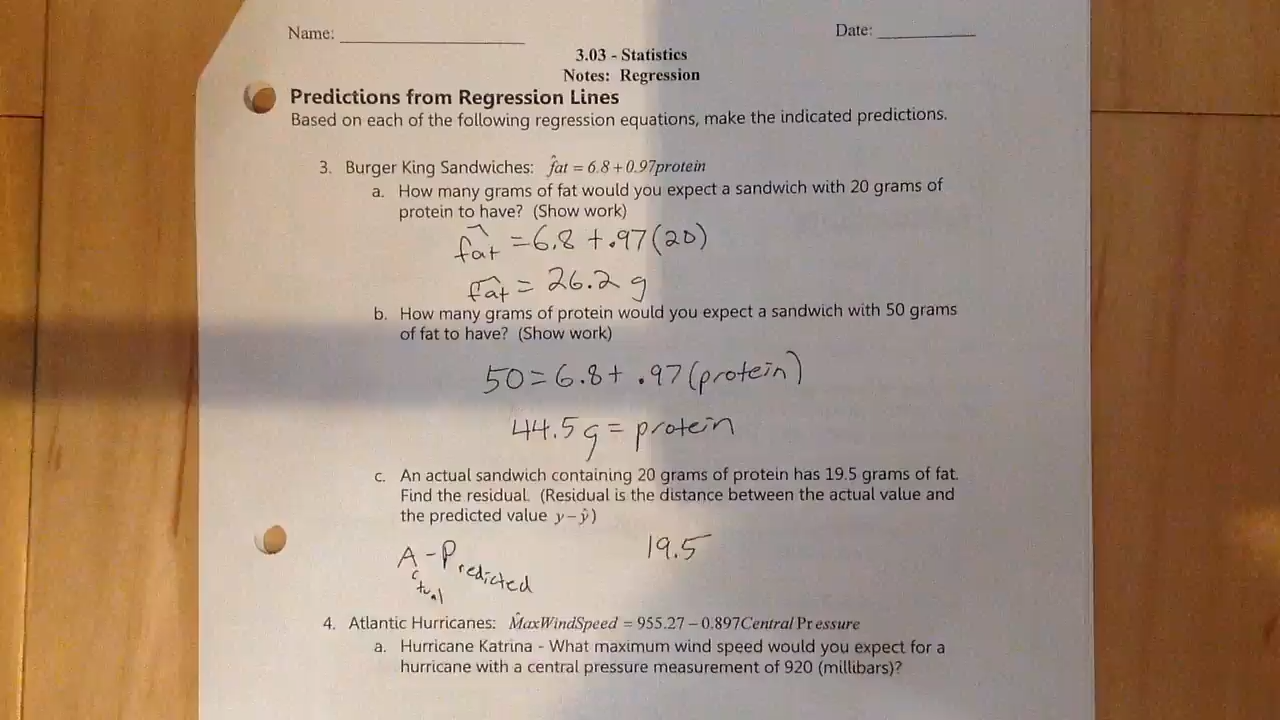 Name: ____________ Date: ____________
3.03 - Statistics
Notes: Regression
Predictions from Regression Lines
Based on each of the following regression equations, make the indicated predictions.
3. Burger King Sandwiches: f̂at = 6.8 + 0.97protein
a. How many grams of fat would you expect a sandwich with 20 grams of
protein to have? (Show work)
f̂at = 6.8 + .97(20)
f̂at = 26.2 g
b. How many grams of protein would you expect a sandwich with 50 grams
of fat to have? (Show work)
50 = 6.8 + .97(protein)
44.5 g = protein
c. An actual sandwich containing 20 grams of protein has 19.5 grams of fat.
Find the residual. (Residual is the distance between the actual value and
the predicted value y − ŷ)
Actual - Predicted 19.5
4. Atlantic Hurricanes: M̂axWindSpeed = 955.27 − 0.897Central Pressure
a. Hurricane Katrina - What maximum wind speed would you expect for a
hurricane with a central pressure measurement of 920 (millibars)?